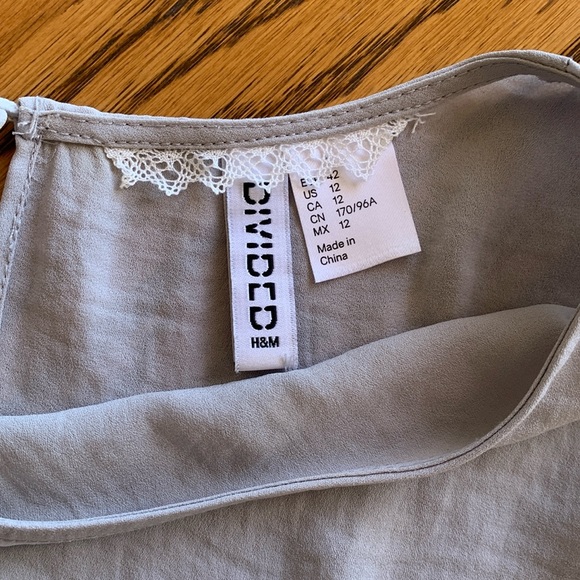 DIVIDED
H&M
42
US 12
CA 12
CN 170/96A
MX 12
Made in
China